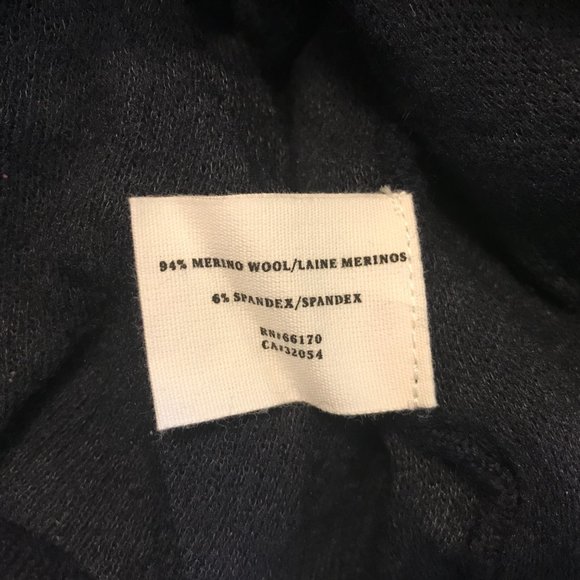 94% MERINO WOOL/LAINE MERINOS
6% SPANDEX/SPANDEX
RN#66170
CA#32054